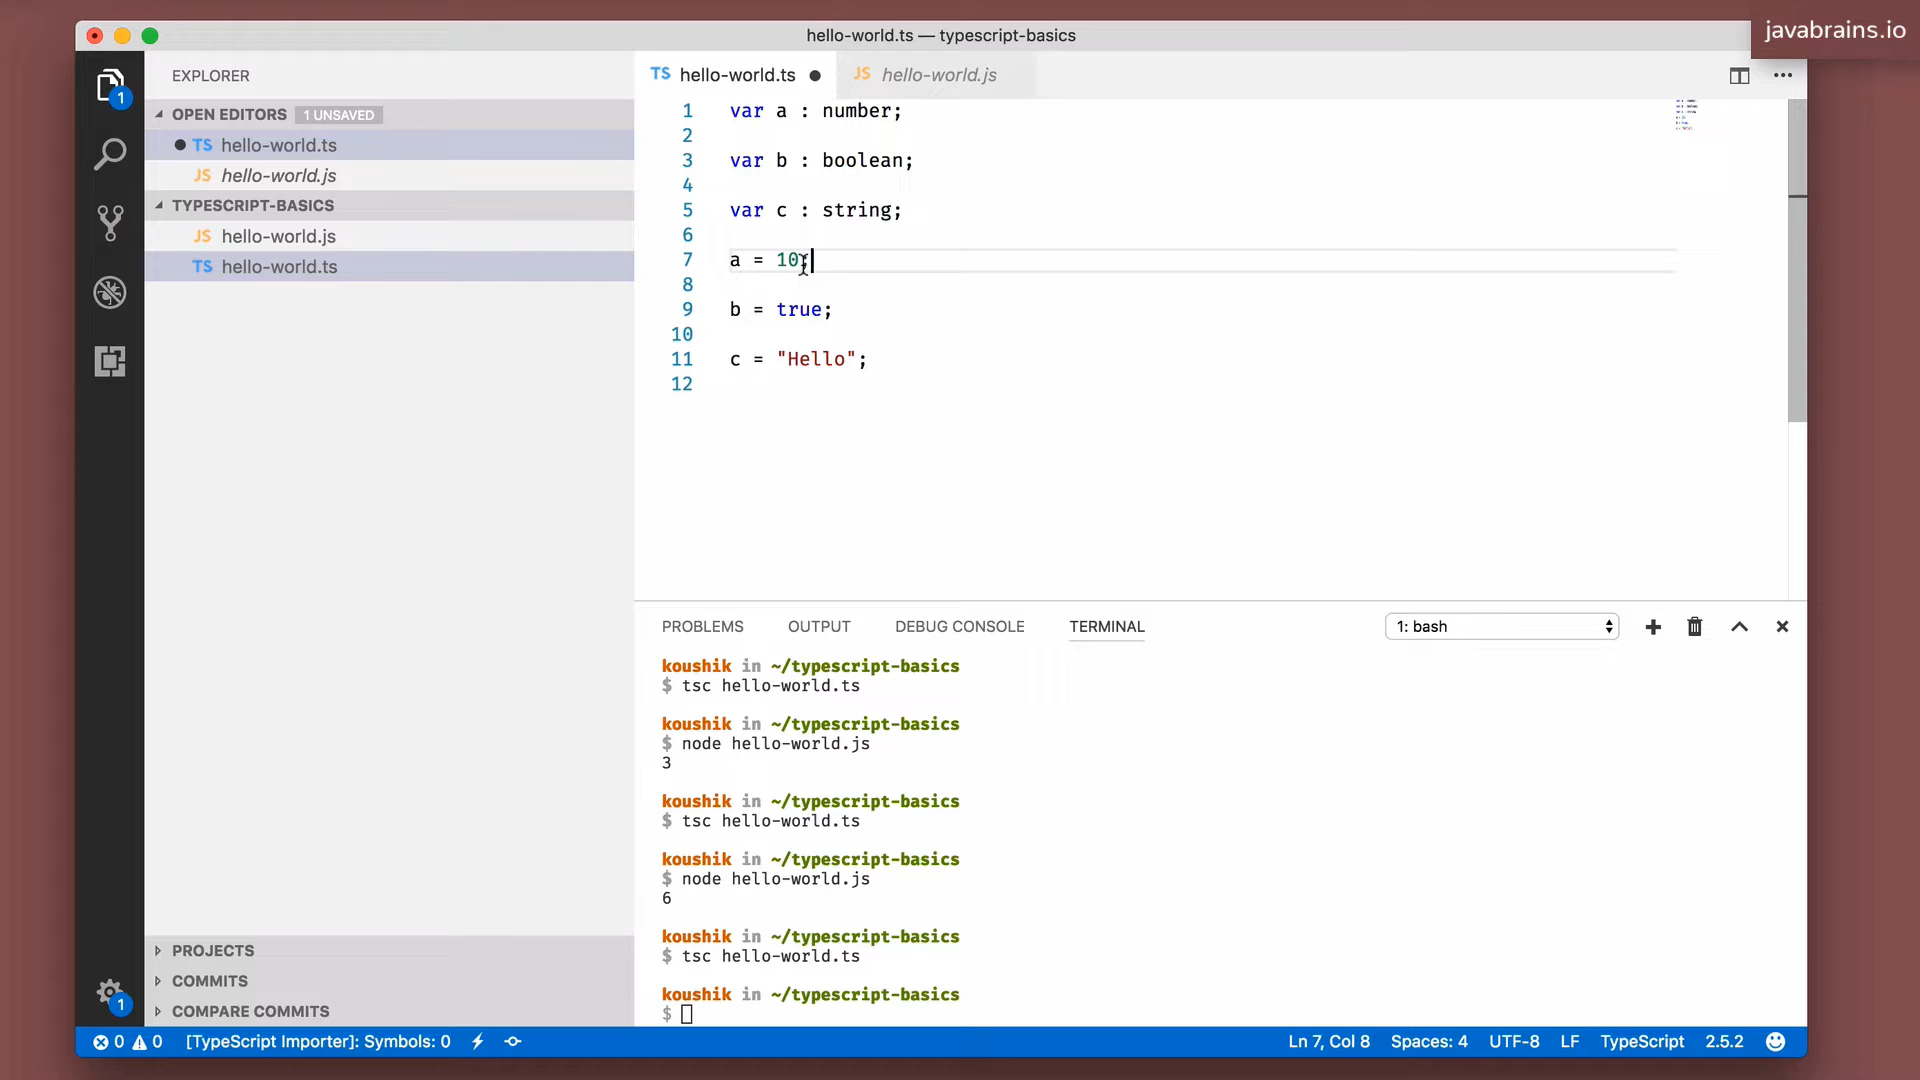 javabrains.io
hello-world.ts — typescript-basics
EXPLORER
OPEN EDITORS 1 UNSAVED
TS hello-world.ts
JS hello-world.js
TYPESCRIPT-BASICS
JS hello-world.js
TS hello-world.ts
PROJECTS
COMMITS
COMPARE COMMITS
1
1
TS hello-world.ts
JS hello-world.js
1 var a : number;
2
3 var b : boolean;
4
5 var c : string;
6
7 a = 10;
8
9 b = true;
10
11 c = "Hello";
12
PROBLEMS OUTPUT DEBUG CONSOLE TERMINAL 1: bash
koushik in ~/typescript-basics
$ tsc hello-world.ts
koushik in ~/typescript-basics
$ node hello-world.js
3
koushik in ~/typescript-basics
$ tsc hello-world.ts
koushik in ~/typescript-basics
$ node hello-world.js
6
koushik in ~/typescript-basics
$ tsc hello-world.ts
koushik in ~/typescript-basics
$
0 0 [TypeScript Importer]: Symbols: 0 Ln 7, Col 8 Spaces: 4 UTF-8 LF TypeScript 2.5.2